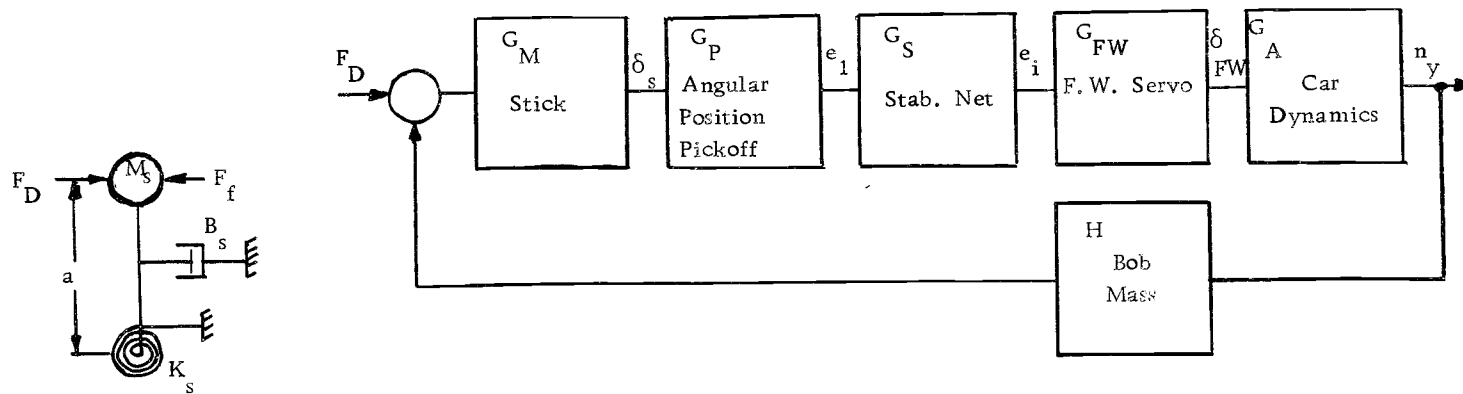 F_D
G_M
Stick
δ_s
G_P
Angular
Position
Pickoff
e_1
G_S
Stab. Net
e_i
G_FW
F.W. Servo
δ_FW
G_A
Car
Dynamics
n_y
H
Bob
Mass
F_D
M_s
F_f
B_s
a
K_s